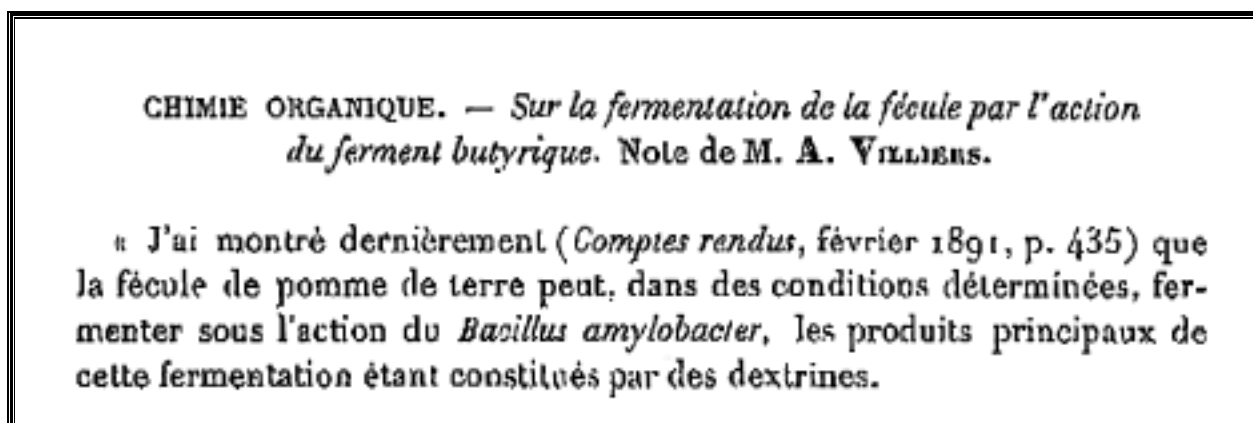 CHIMIE ORGANIQUE. — Sur la fermentation de la fécule par l'action
du ferment butyrique. Note de M. A. VILLIERS.
« J'ai montré dernièrement (Comptes rendus, février 1891, p. 435) que
la fécule de pomme de terre peut, dans des conditions déterminées, fer-
menter sous l'action du Bacillus amylobacter, les produits principaux de
cette fermentation étant constitués par des dextrines.